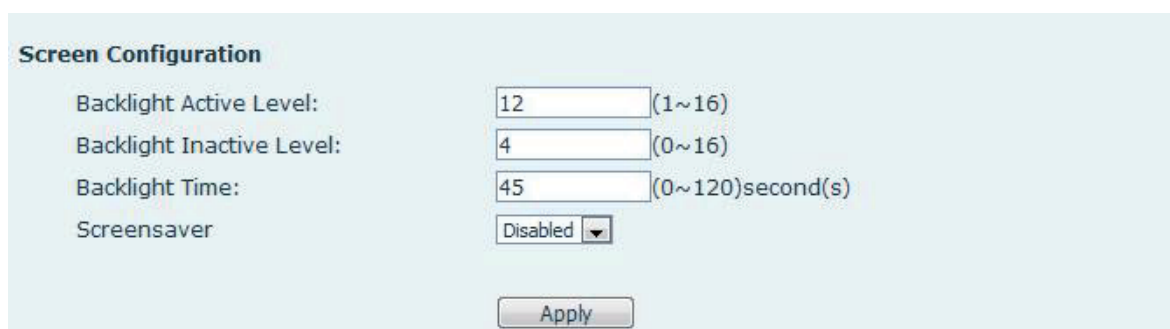 Screen Configuration
Backlight Active Level: 12 (1~16)
Backlight Inactive Level: 4 (0~16)
Backlight Time: 45 (0~120)second(s)
Screensaver Disabled
Apply